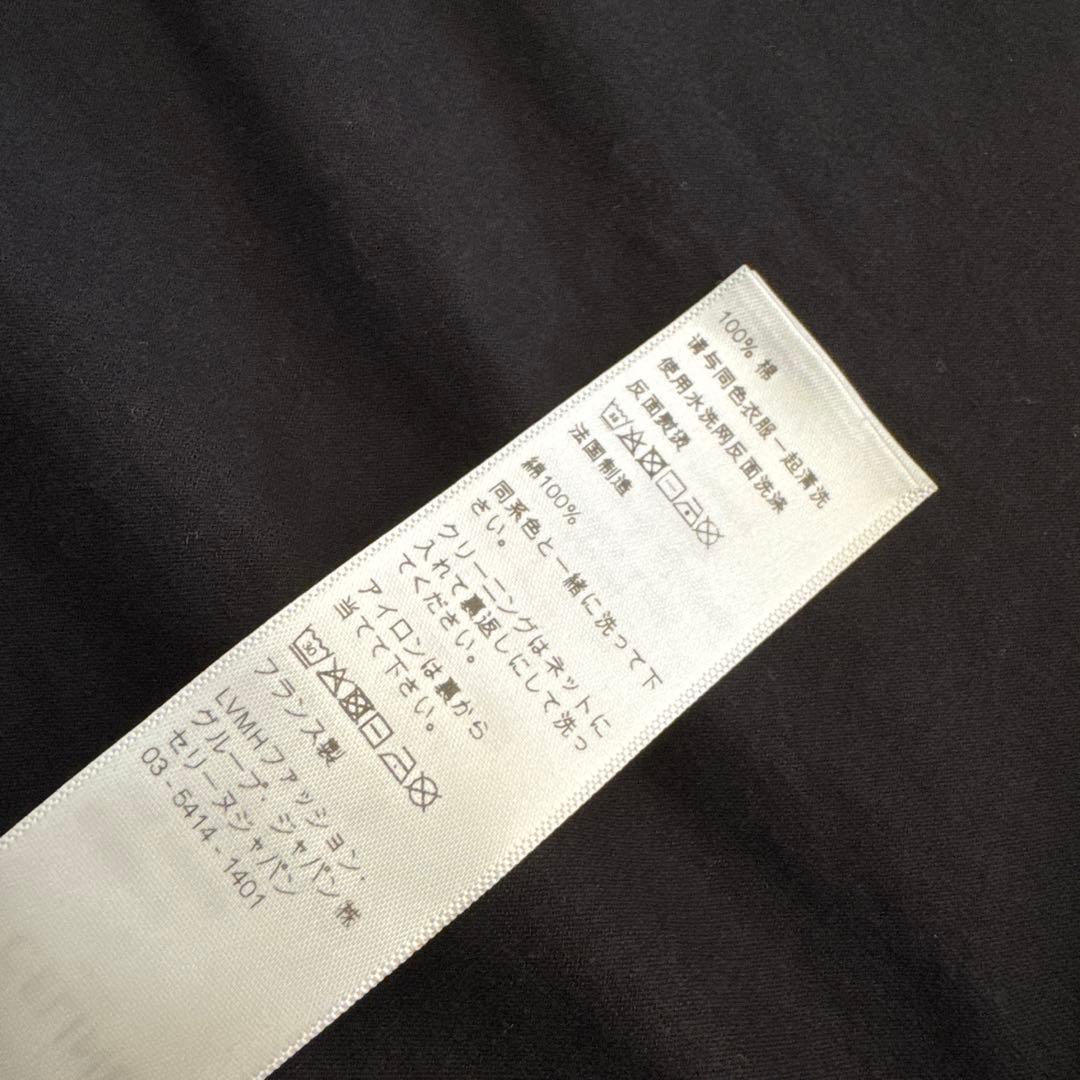 100% 棉
请与同色衣服一起清洗
使用水洗网反面洗涤
反面熨烫
法国制造
綿100%
同系色と一緒に洗って下
さい。
クリーニングはネットに
入れて裏返しにして洗っ
てください。
アイロンは裏から
当てて下さい。
30
フランス製
LVMHファッション・
グループ・ジャパン 株
セリーヌジャパン
03 - 5414 - 1401